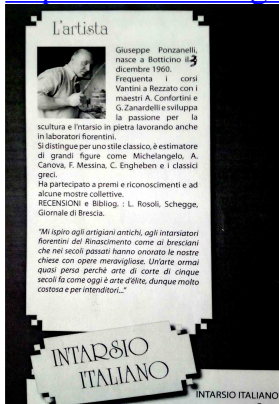 L'artista
Giuseppe Ponzanelli,
nasce a Botticino il 3
dicembre 1960.
Frequenta i corsi
Vantini a Rezzato con i
maestri A. Confortini e
G. Zanardelli e sviluppa
la passione per la
scultura e l'ntarsio in pietra lavorando anche
in laboratori fiorentini.
Si distingue per uno stile classico, è estimatore
di grandi figure come Michelangelo, A.
Canova, F. Messina, C. Engheben e i classici
greci.
Ha partecipato a premi e riconoscimenti e ad
alcune mostre collettive.
RECENSIONI e Bibliog. : L. Rosoli, Schegge,
Giornale di Brescia.
"Mi ispiro agli artigiani antichi, agli intarsiatori
fiorentini del Rinascimento come ai bresciani
che nei secoli passati hanno onorato le nostre
chiese con opere meravigliose. Un'arte ormai
quasi persa perchè arte di corte di cinque
secoli fa come oggi è arte d'élite, dunque molto
costosa e per intenditori..."
INTARSIO
ITALIANO
INTARSIO ITALIANO